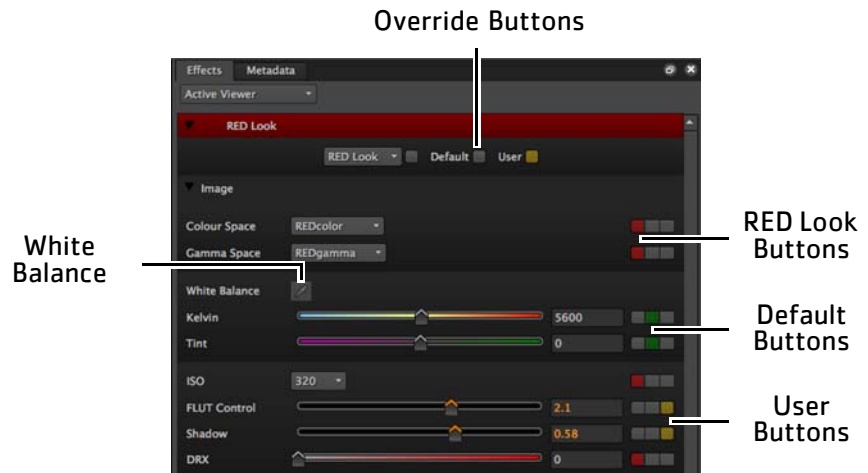 Override Buttons
Effects Metadata
Active Viewer
RED Look
RED Look Default User
Image
Colour Space REDcolor
Gamma Space REDgamma
RED Look
Buttons
White
Balance
White Balance
Kelvin 5600
Tint 0
Default
Buttons
ISO 320
FLUT Control 2.1
Shadow 0.58
DRX 0
User
Buttons